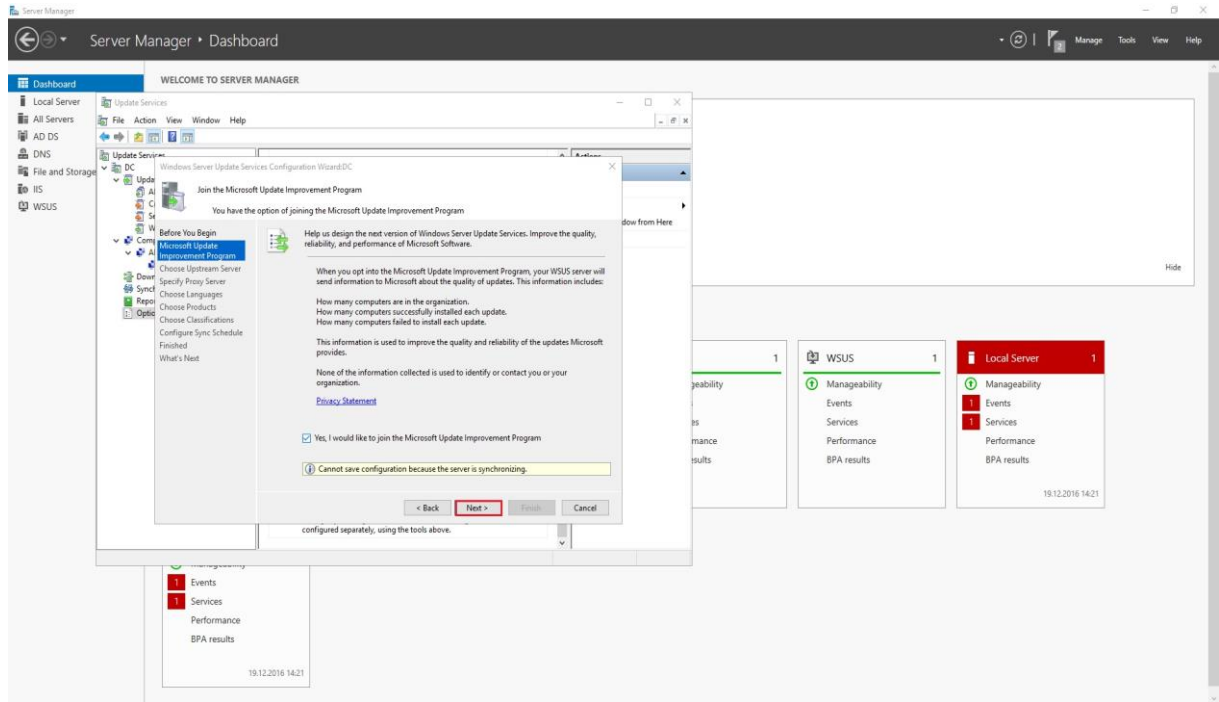 Server Manager
Server Manager • Dashboard
2 Manage Tools View Help
Dashboard
Local Server
All Servers
AD DS
DNS
File and Storage
IIS
WSUS
WELCOME TO SERVER MANAGER
Update Services
File Action View Window Help
Update Services
DC
Actions
dow from Here
Windows Server Update Services Configuration Wizard:DC
Join the Microsoft Update Improvement Program
You have the option of joining the Microsoft Update Improvement Program
Before You Begin
Microsoft Update
Improvement Program
Choose Upstream Server
Specify Proxy Server
Choose Languages
Choose Products
Choose Classifications
Configure Sync Schedule
Finished
What's Next
Help us design the next version of Windows Server Update Services. Improve the quality,
reliability, and performance of Microsoft Software.
When you opt into the Microsoft Update Improvement Program, your WSUS server will
send information to Microsoft about the quality of updates. This information includes:
How many computers are in the organization.
How many computers successfully installed each update.
How many computers failed to install each update.
This information is used to improve the quality and reliability of the updates Microsoft
provides.
None of the information collected is used to identify or contact you or your
organization.
Privacy Statement
Yes, I would like to join the Microsoft Update Improvement Program
Cannot save configuration because the server is synchronizing.
< Back Next > Finish Cancel
configured separately, using the tools above.
Hide
1
geability
es
mance
esults
WSUS 1
Manageability
Events
Services
Performance
BPA results
Local Server 1
Manageability
1 Events
1 Services
Performance
BPA results
19.12.2016 14:21
1 Events
1 Services
Performance
BPA results
19.12.2016 14:21